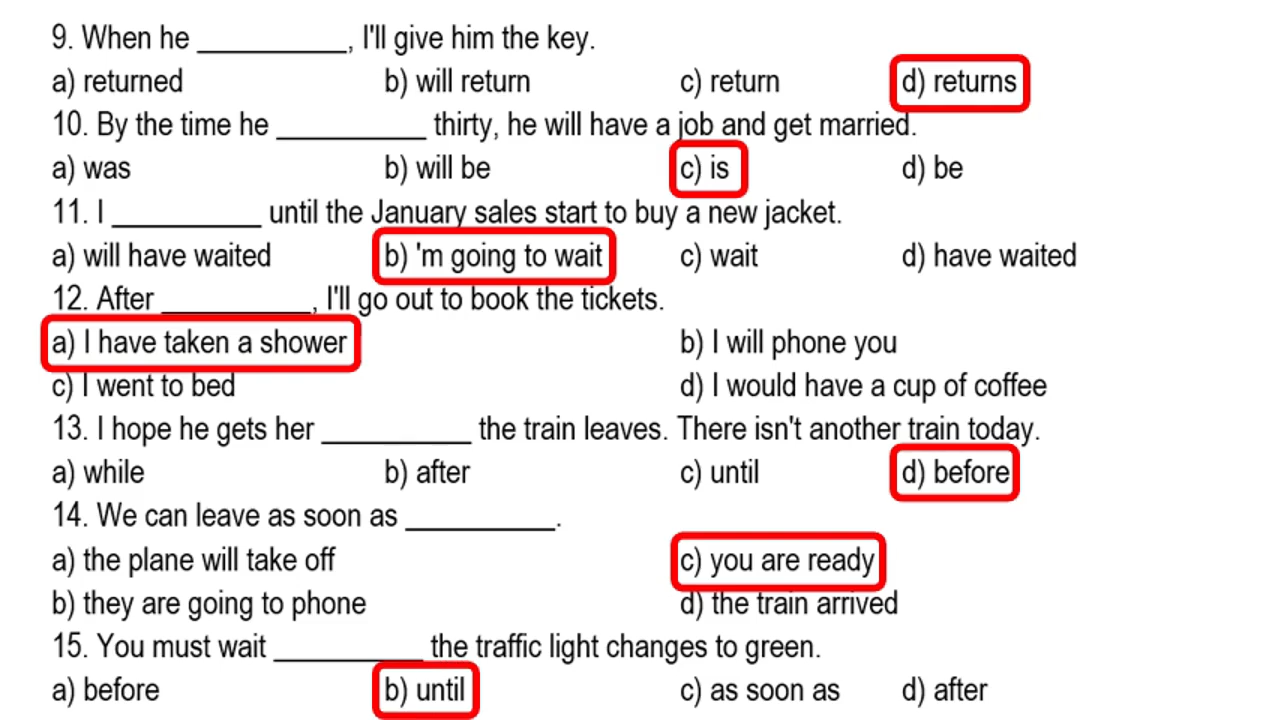 9. When he __________, I'll give him the key.
a) returned b) will return c) return d) returns
10. By the time he __________ thirty, he will have a job and get married.
a) was b) will be c) is d) be
11. I __________ until the January sales start to buy a new jacket.
a) will have waited b) 'm going to wait c) wait d) have waited
12. After __________, I'll go out to book the tickets.
a) I have taken a shower b) I will phone you
c) I went to bed d) I would have a cup of coffee
13. I hope he gets her __________ the train leaves. There isn't another train today.
a) while b) after c) until d) before
14. We can leave as soon as __________.
a) the plane will take off c) you are ready
b) they are going to phone d) the train arrived
15. You must wait __________ the traffic light changes to green.
a) before b) until c) as soon as d) after